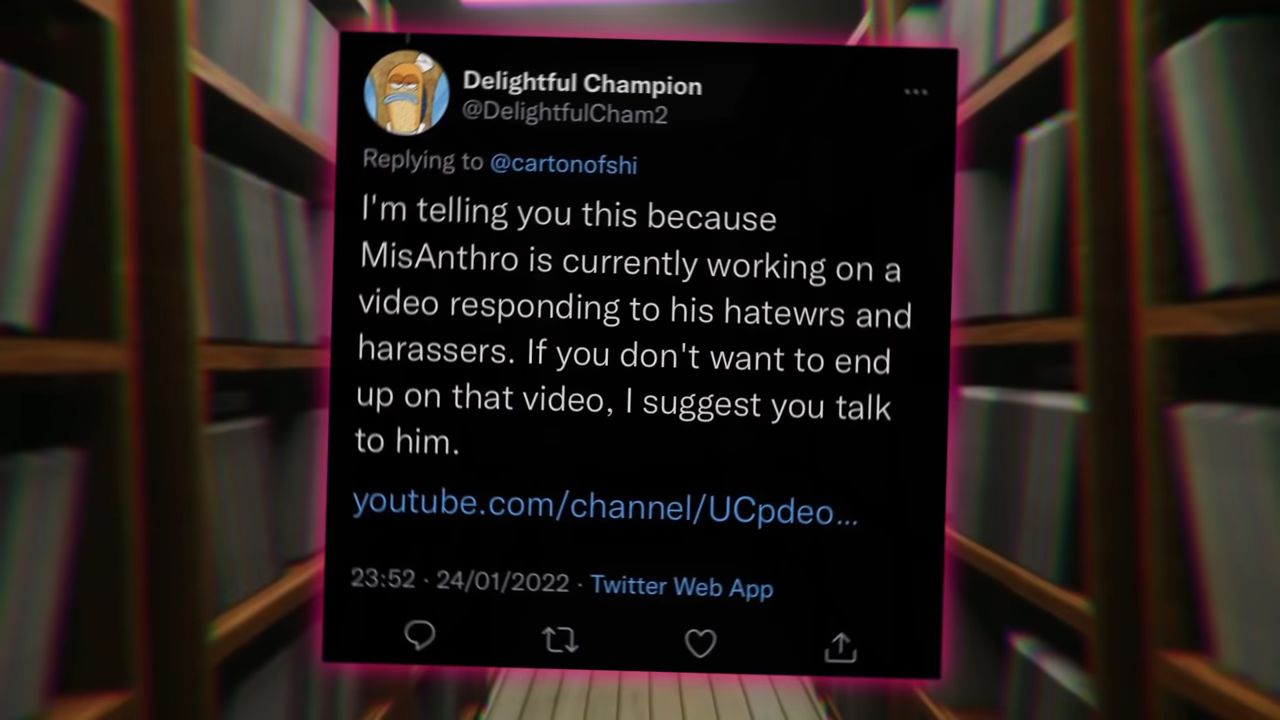 Delightful Champion
@DelightfulCham2
Replying to @cartonofshi
I'm telling you this because
MisAnthro is currently working on a
video responding to his hatewrs and
harassers. If you don't want to end
up on that video, I suggest you talk
to him.
youtube.com/channel/UCpdeo...
23:52 · 24/01/2022 · Twitter Web App